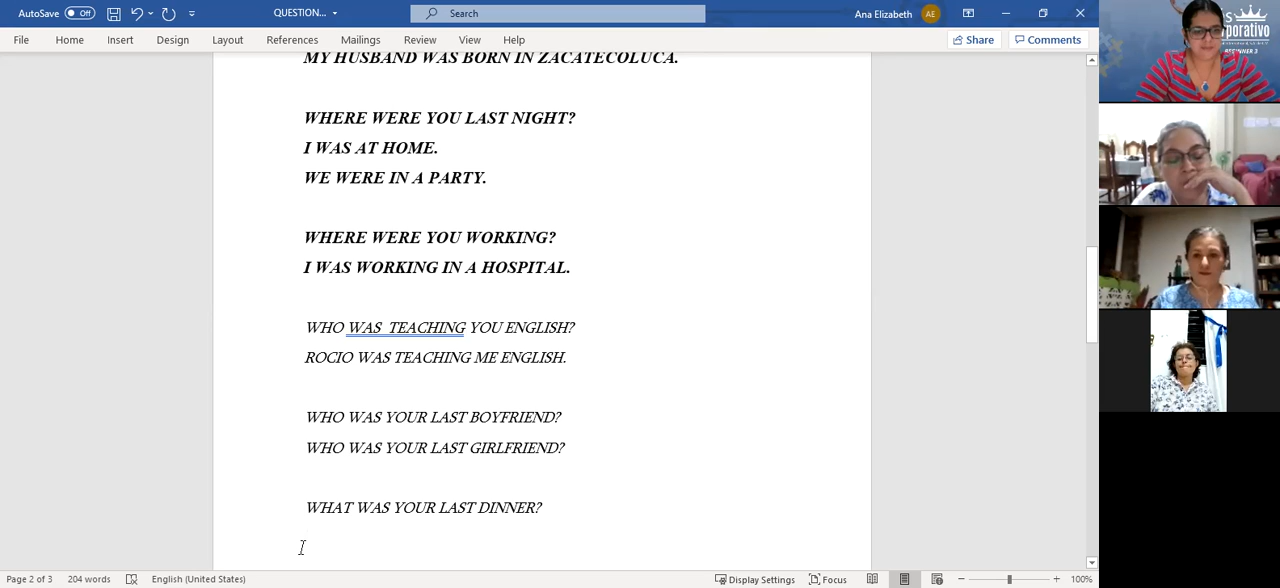 AutoSave Off QUESTION... Search Ana Elizabeth AE
File Home Insert Design Layout References Mailings Review View Help Share Comments
MY HUSBAND WAS BORN IN ZACATECOLUCA.
WHERE WERE YOU LAST NIGHT?
I WAS AT HOME.
WE WERE IN A PARTY.
WHERE WERE YOU WORKING?
I WAS WORKING IN A HOSPITAL.
WHO WAS  TEACHING YOU ENGLISH?
ROCIO WAS TEACHING ME ENGLISH.
WHO WAS YOUR LAST BOYFRIEND?
WHO WAS YOUR LAST GIRLFRIEND?
WHAT WAS YOUR LAST DINNER?
Page 2 of 3 204 words English (United States) Display Settings Focus 100%
BEGINNER 3